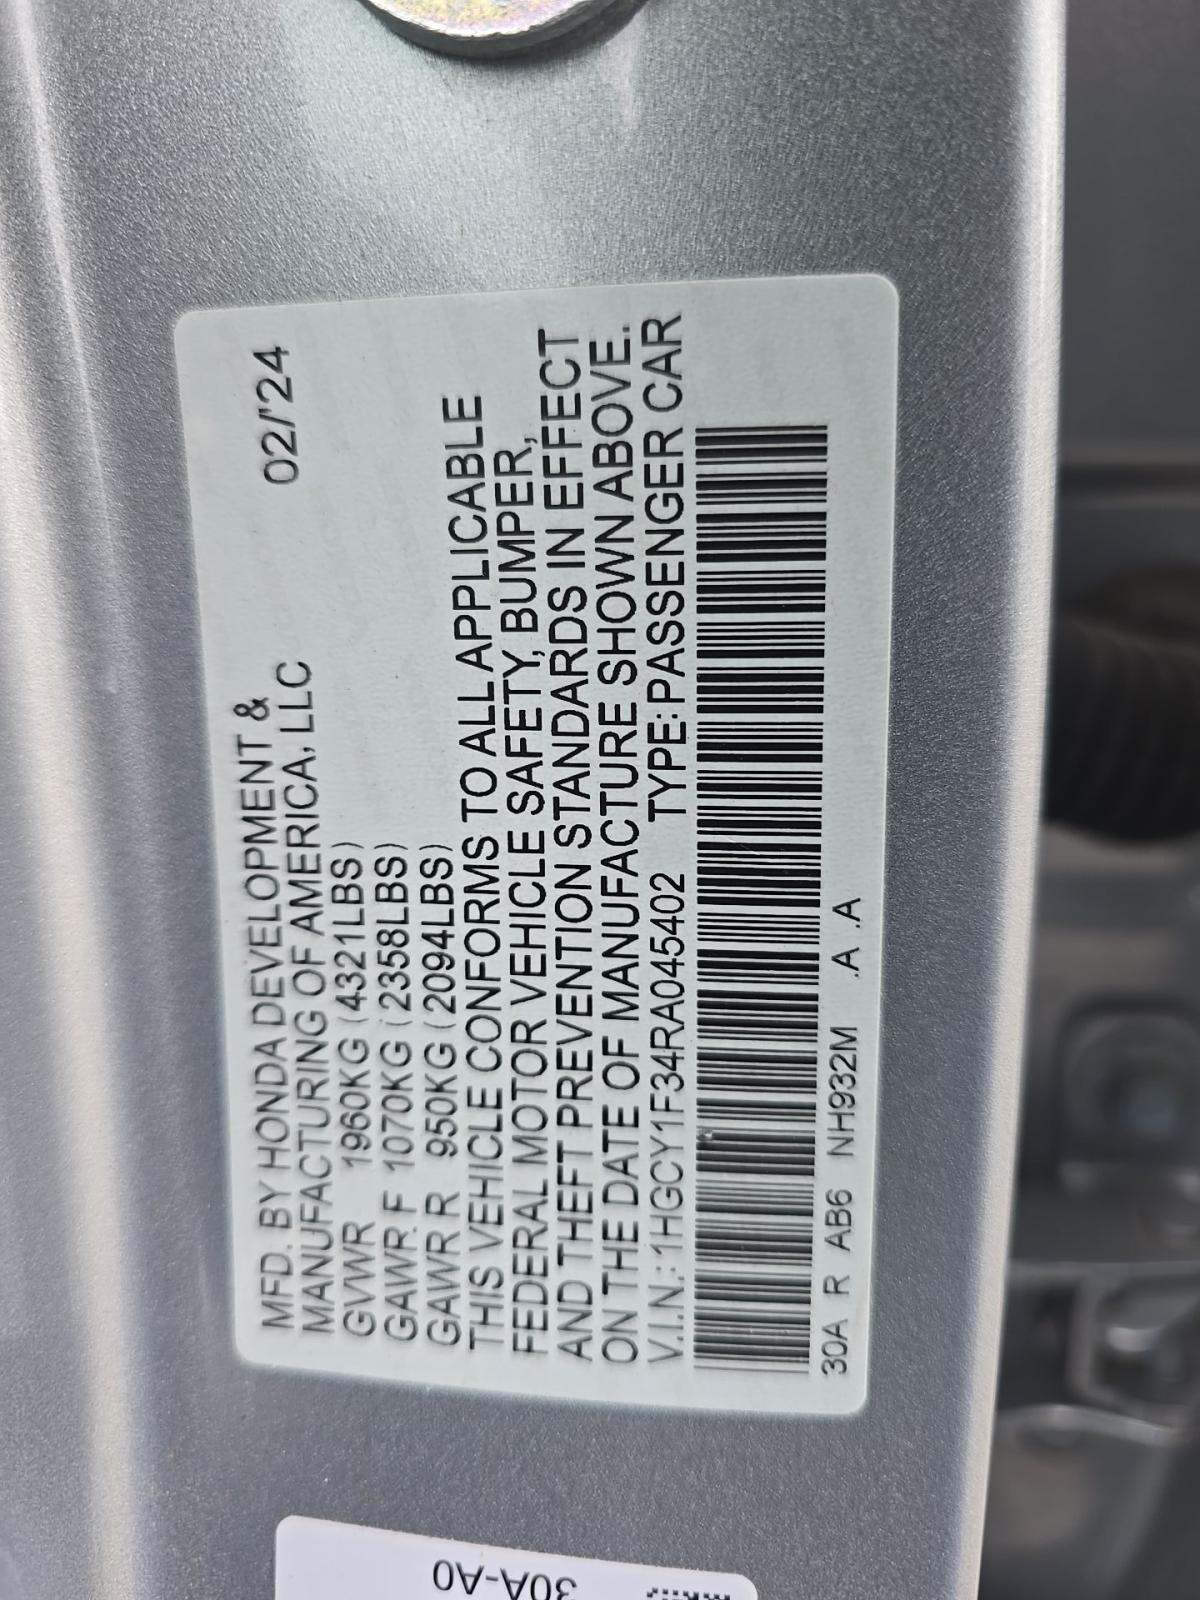 MFD. BY HONDA DEVELOPMENT & 02/'24
MANUFACTURING OF AMERICA, LLC
GVWR 1960KG (4321LBS)
GAWR F 1070KG (2358LBS)
GAWR R 950KG (2094LBS)
THIS VEHICLE CONFORMS TO ALL APPLICABLE
FEDERAL MOTOR VEHICLE SAFETY, BUMPER,
AND THEFT PREVENTION STANDARDS IN EFFECT
ON THE DATE OF MANUFACTURE SHOWN ABOVE.
V.I.N.: 1HGCY1F34RA045402 TYPE: PASSENGER CAR
30A R AB6 NH932M .A .A
30A-A0